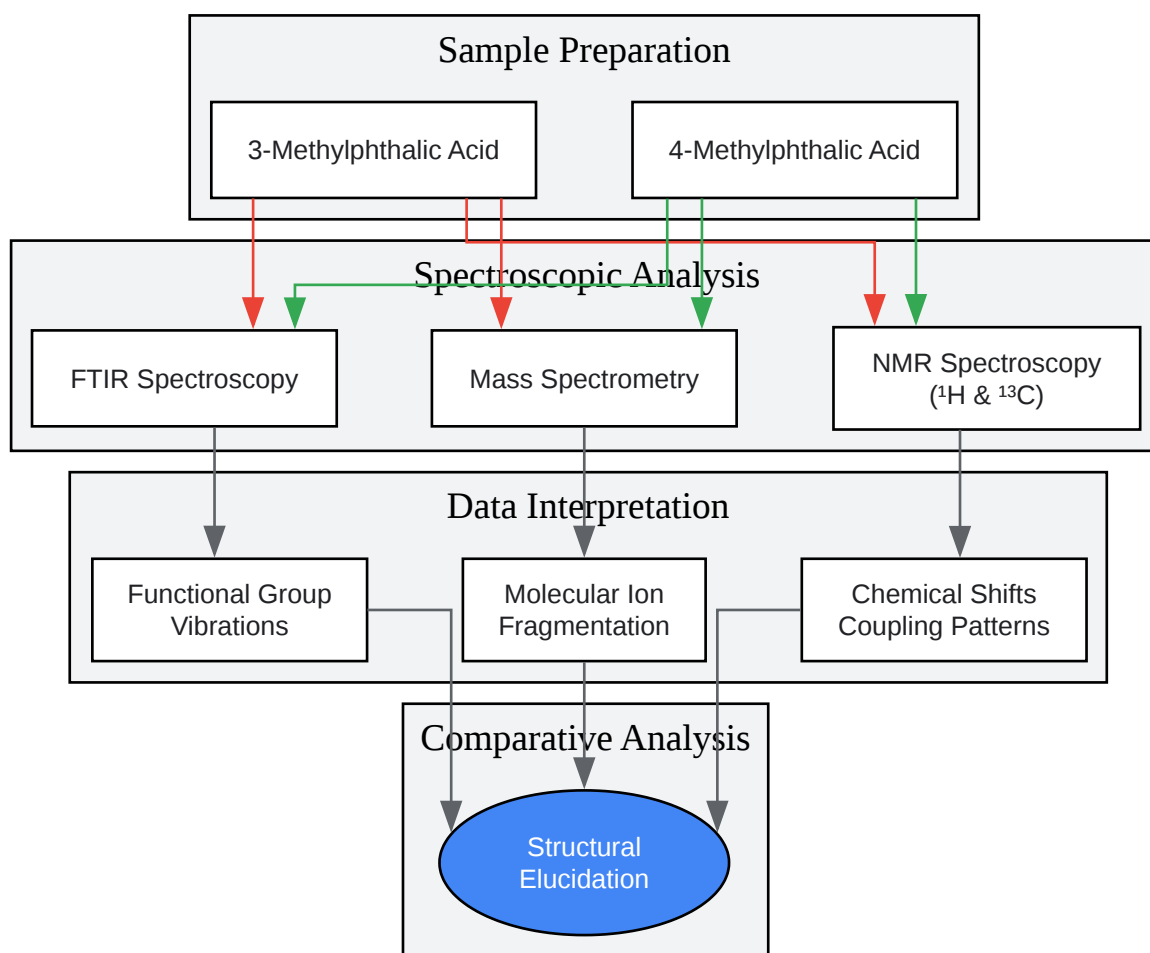 Sample Preparation
3-Methylphthalic Acid
4-Methylphthalic Acid
Spectroscopic Analysis
FTIR Spectroscopy
Mass Spectrometry
NMR Spectroscopy
(¹H & ¹³C)
Data Interpretation
Functional Group
Vibrations
Molecular Ion
Fragmentation
Chemical Shifts
Coupling Patterns
Comparative Analysis
Structural
Elucidation